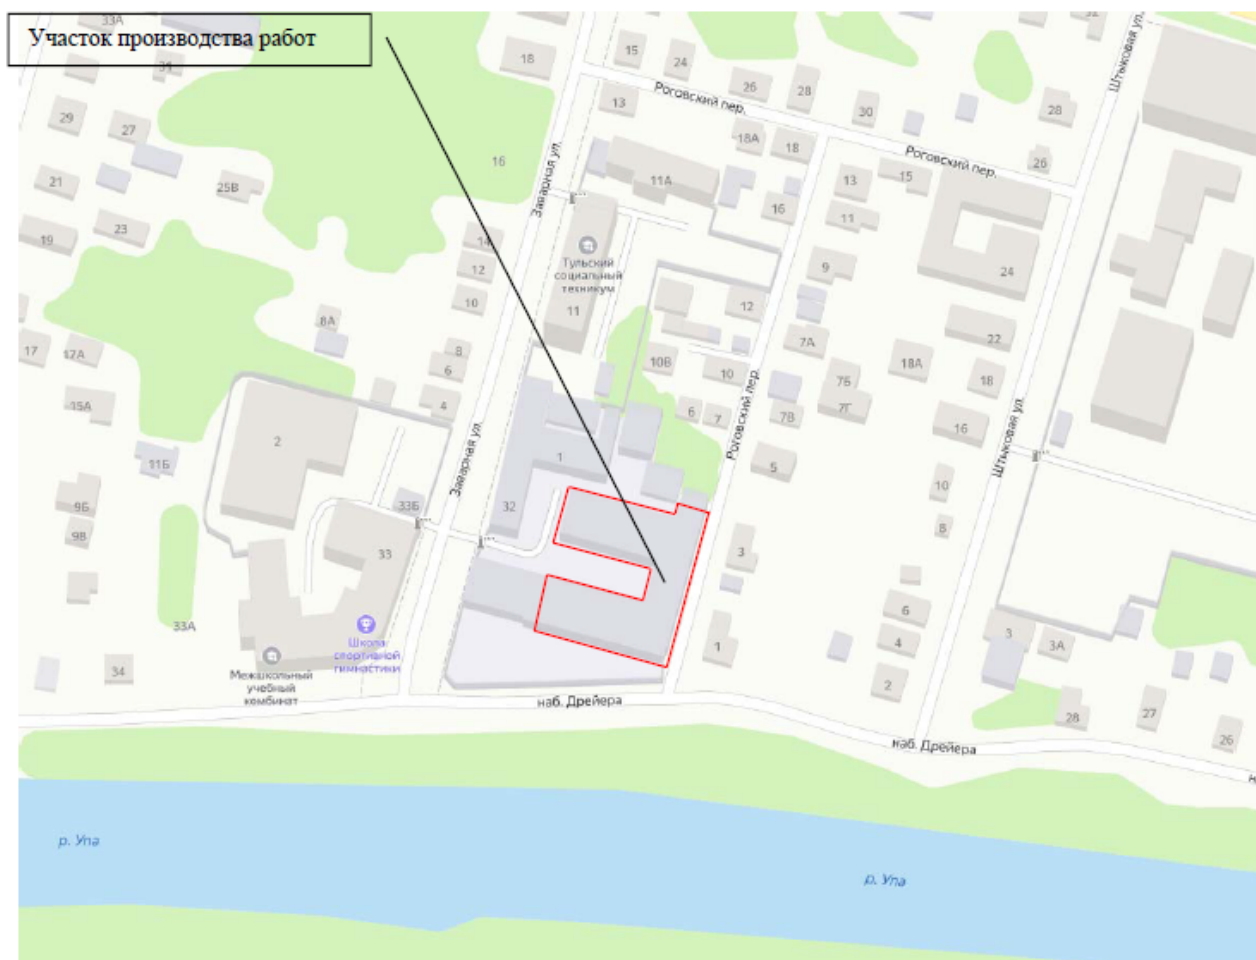 33А
Участок производства работ
31
18
15
24
26
28
30
28
32
Штыковая ул.
Роговский пер.
29
27
13
18А
18
26
16
Заварная ул.
11А
Роговский пер.
15
13
21
25В
16
11
19
23
14
Тульский
социальный
техникум
12
9
24
10
11
12
8А
17
17А
8
6
10В
10
7А
22
18А
18
7Б
7Г
15А
4
6
7
7В
16
2
Заварная ул.
Роговский пер.
Штыковая ул.
11Б
1
5
10
9Б
33Б
32
8
9В
33
3
6
33А
Школа
спортивной
гимнастики
1
4
3
3А
34
Межшкольный
учебный
комбинат
2
28
27
26
наб. Дрейера
наб. Дрейера
р. Упа
р. Упа